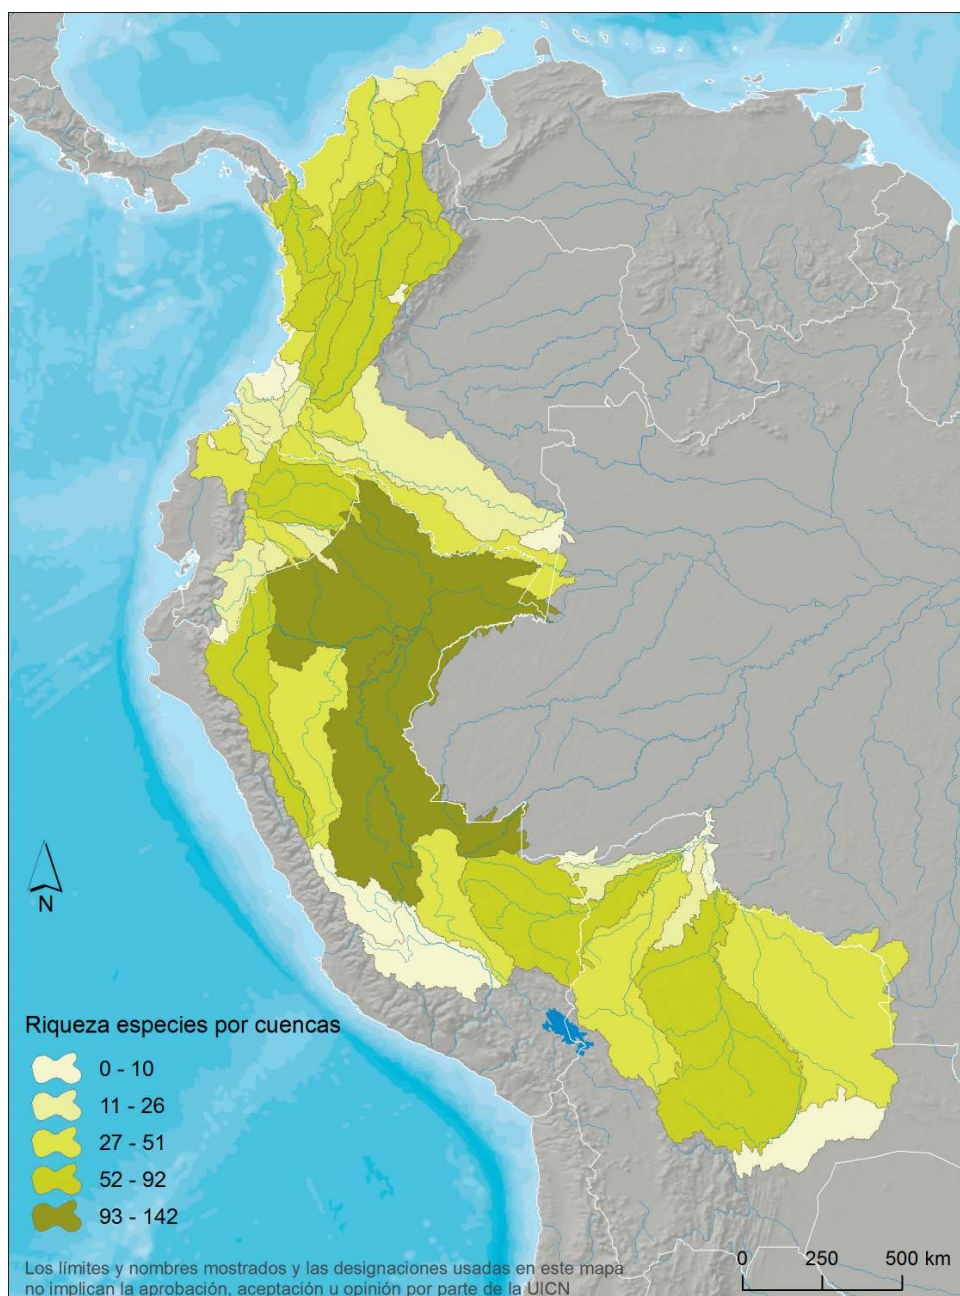 N
Riqueza especies por cuencas
0 - 10
11 - 26
27 - 51
52 - 92
93 - 142
0 250 500 km
Los límites y nombres mostrados y las designaciones usadas en este mapa
no implican la aprobación, aceptación u opinión por parte de la UICN